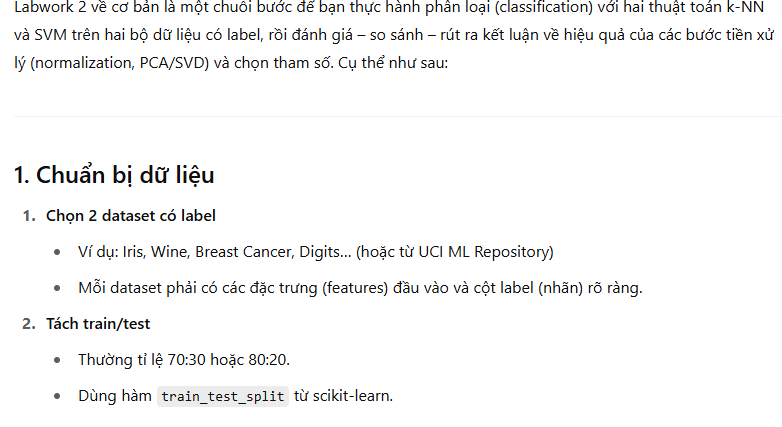 Labwork 2 về cơ bản là một chuỗi bước để bạn thực hành phân loại (classification) với hai thuật toán k-NN
và SVM trên hai bộ dữ liệu có label, rồi đánh giá – so sánh – rút ra kết luận về hiệu quả của các bước tiền xử
lý (normalization, PCA/SVD) và chọn tham số. Cụ thể như sau:
1. Chuẩn bị dữ liệu
1. Chọn 2 dataset có label
• Ví dụ: Iris, Wine, Breast Cancer, Digits... (hoặc từ UCI ML Repository)
• Mỗi dataset phải có các đặc trưng (features) đầu vào và cột label (nhãn) rõ ràng.
2. Tách train/test
• Thường tỉ lệ 70:30 hoặc 80:20.
• Dùng hàm train_test_split từ scikit-learn.